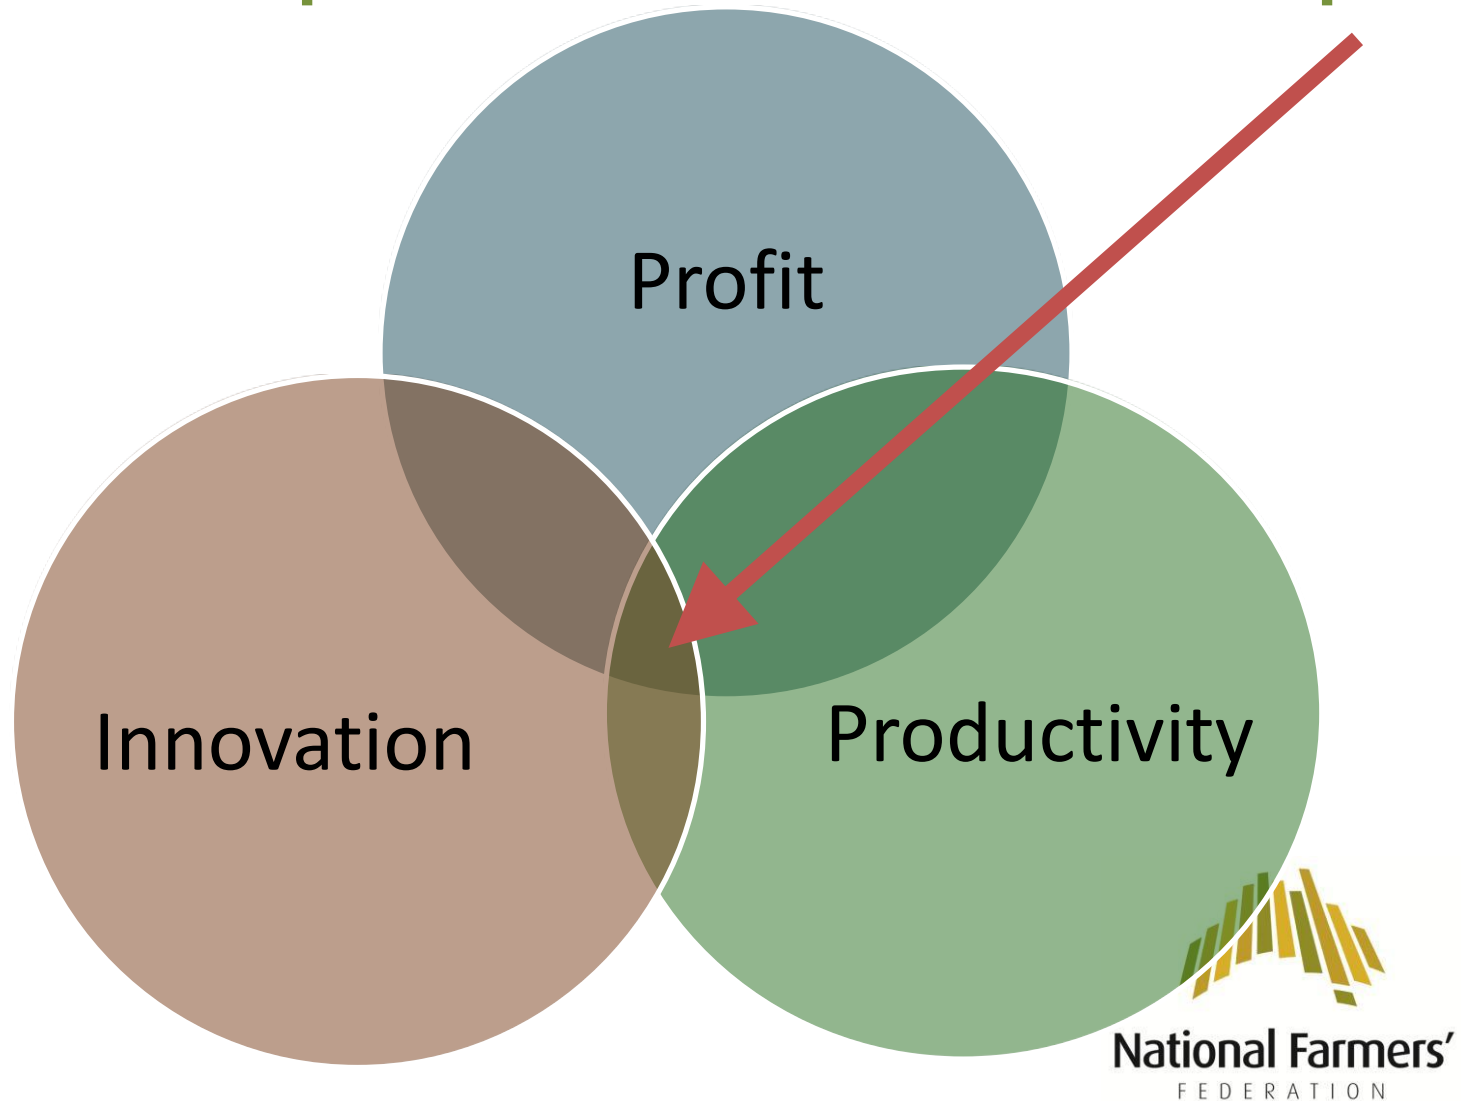 Profit
Innovation
Productivity
National Farmers'
FEDERATION